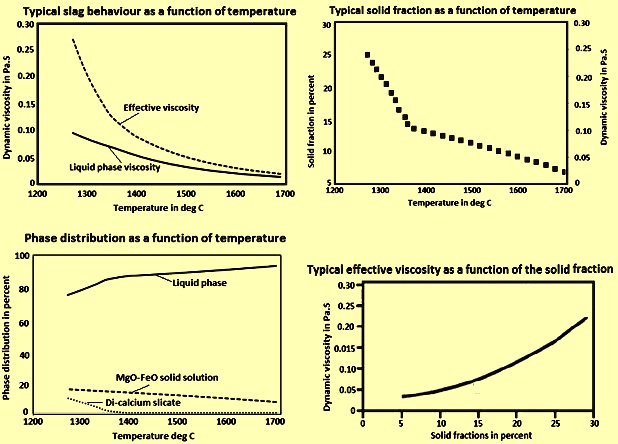 Typical slag behaviour as a function of temperature
0.30
0.25
0.20
0.15
0.10
0.05
0
Dynamic viscosity in Pa.S
Effective viscosity
Liquid phase viscosity
1200 1300 1400 1500 1600 1700
Temperature in deg C
Typical solid fraction as a function of temperature
30
25
20
15
10
5
Solid fraction in percent
0.30
0.25
0.20
0.15
0.10
0.05
0
Dynamic viscosity in Pa.S
1200 1300 1400 1500 1600 1700
Temperature in deg C
Phase distribution as a function of temperature
100
80
60
40
20
0
Phase distribution in percent
Liquid phase
MgO-FeO solid solution
Di-calcium slicate
1200 1300 1400 1500 1600 1700
Temperature deg C
Typical effective viscosity as a function of the solid fraction
0.30
0.25
0.20
0.015
0.10
0.05
0
Dynamic viscosity in Pa.S
0 5 10 15 20 25 30
Solid fractions in percent